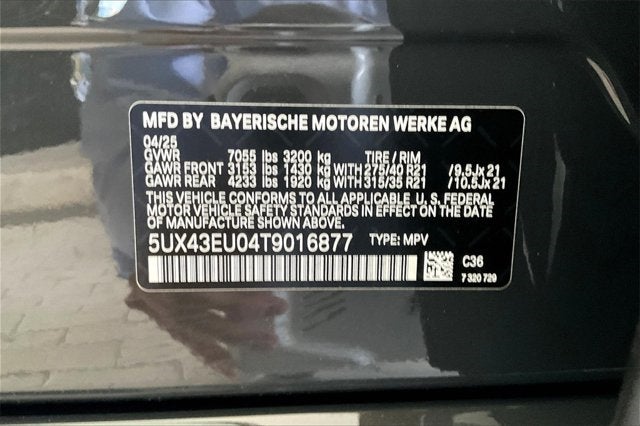 MFD BY BAYERISCHE MOTOREN WERKE AG
04/25
GVWR 7055 lbs 3200 kg TIRE / RIM
GAWR FRONT 3153 lbs 1430 kg WITH 275/40 R21 /9.5Jx21
GAWR REAR 4233 lbs 1920 kg WITH 315/35 R21 /10.5Jx21
THIS VEHICLE CONFORMS TO ALL APPLICABLE U. S. FEDERAL
MOTOR VEHICLE SAFETY STANDARDS IN EFFECT ON THE DATE
OF MANUFACTURE SHOWN ABOVE.
5UX43EU04T9016877 TYPE: MPV
C36
7 320 729